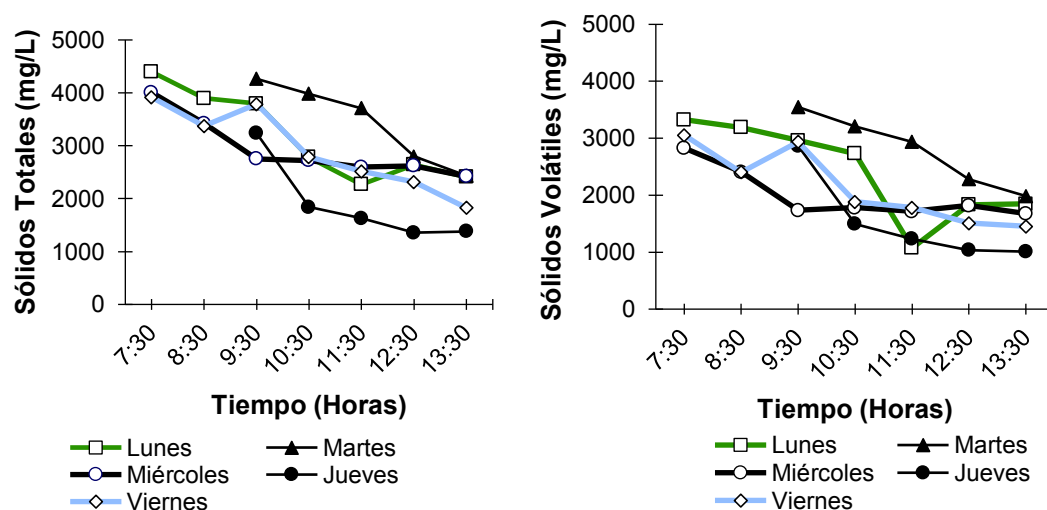 Sólidos Totales (mg/L)
5000
4000
3000
2000
1000
0
7:30
8:30
9:30
10:30
11:30
12:30
13:30
Tiempo (Horas)
Lunes
Martes
Miércoles
Jueves
Viernes
Sólidos Volátiles (mg/L)
5000
4000
3000
2000
1000
0
7:30
8:30
9:30
10:30
11:30
12:30
13:30
Tiempo (Horas)
Lunes
Martes
Miércoles
Jueves
Viernes